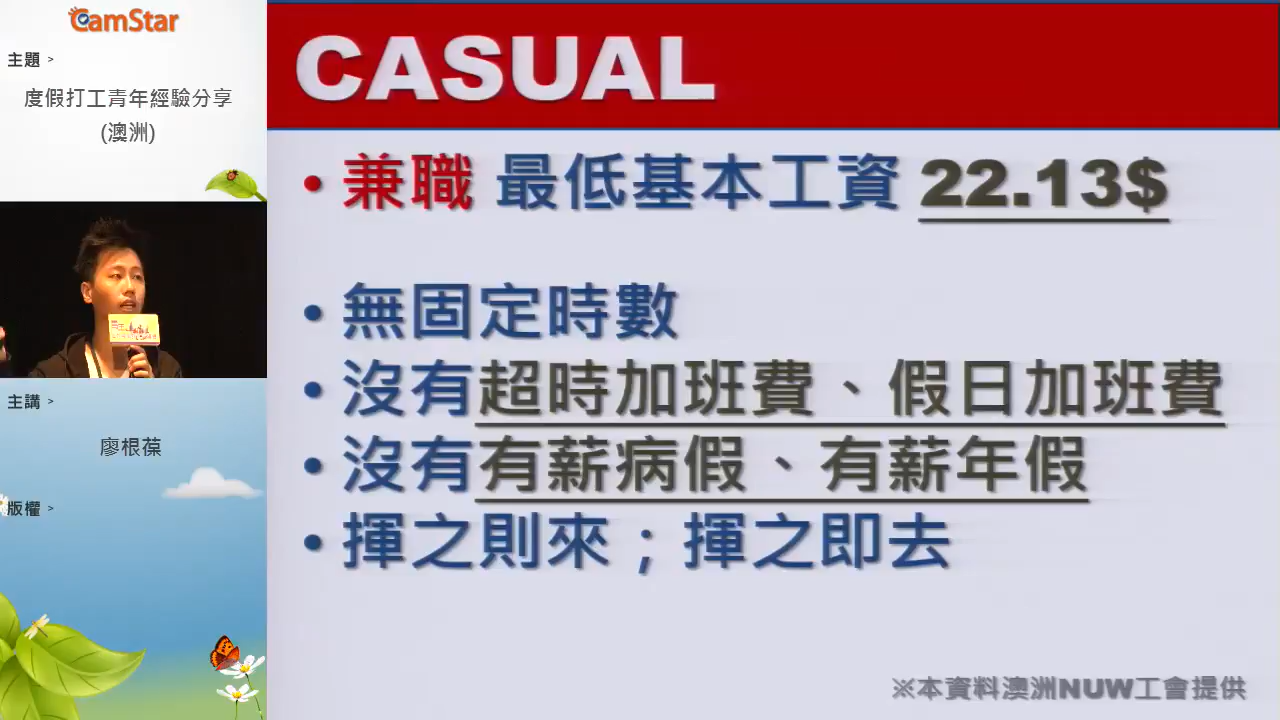 CamStar
主題 >
度假打工青年經驗分享
(澳洲)
主講 >
廖根葆
版權 >
CASUAL
• 兼職 最低基本工資 22.13$
• 無固定時數
• 沒有超時加班費、假日加班費
• 沒有有薪病假、有薪年假
• 揮之則來；揮之即去
※本資料澳洲NUW工會提供